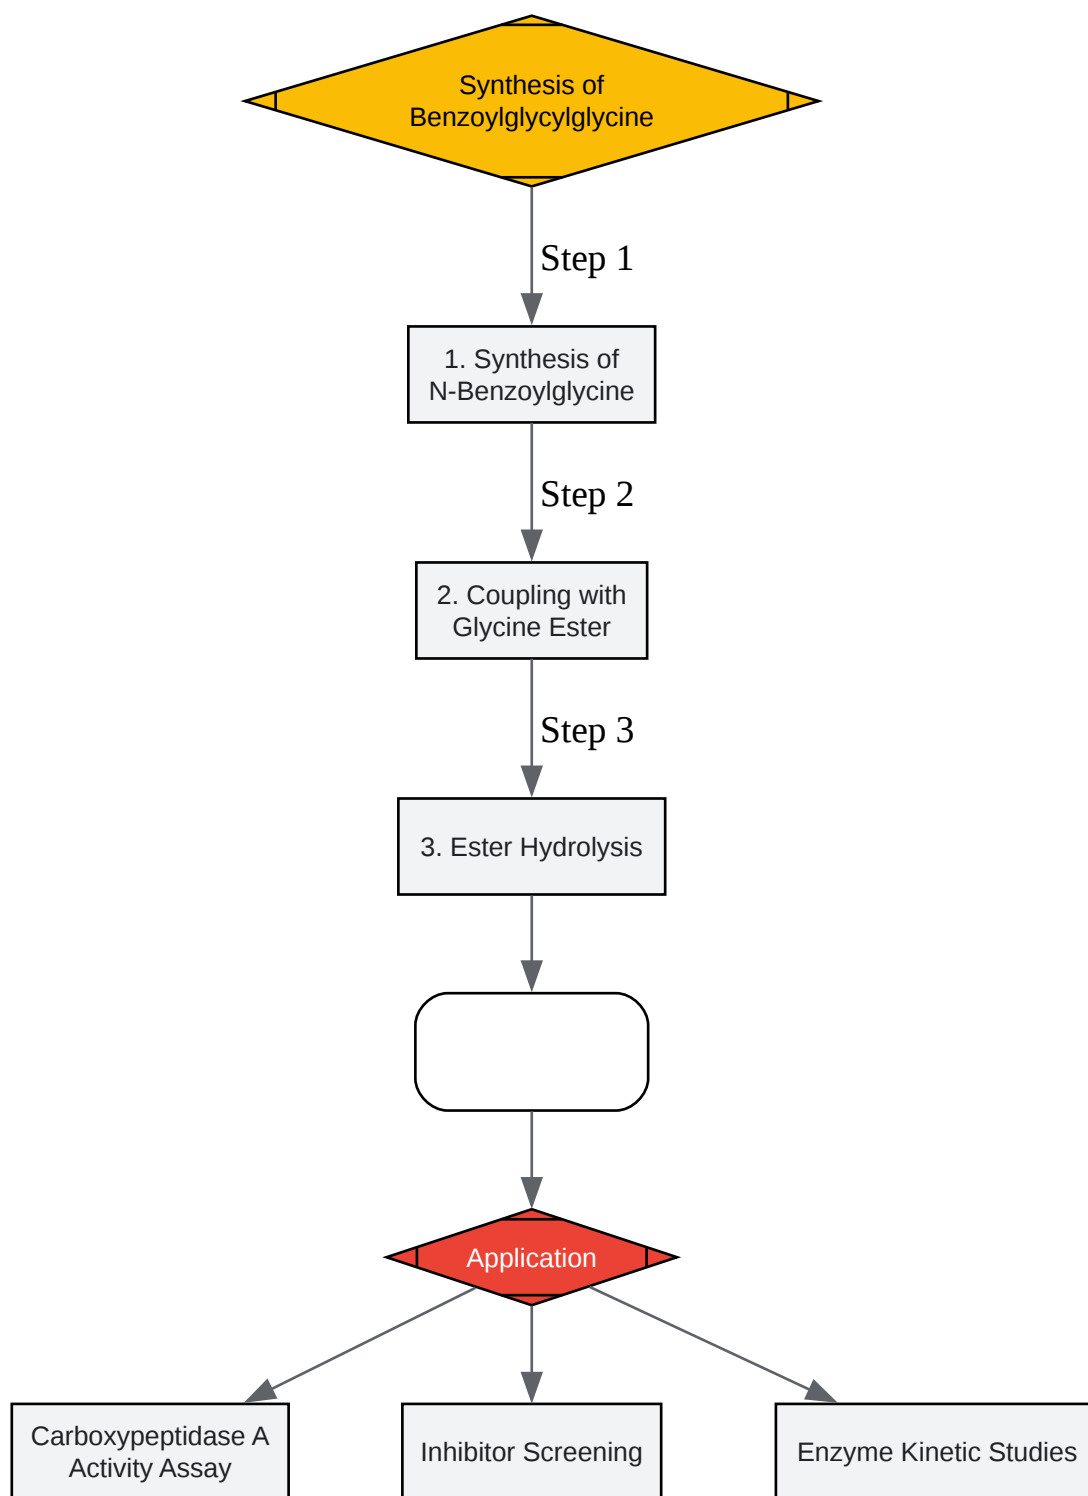 Synthesis of
Benzoylglycylglycine
Step 1
1. Synthesis of
N-Benzoylglycine
Step 2
2. Coupling with
Glycine Ester
Step 3
3. Ester Hydrolysis
Application
Carboxypeptidase A
Activity Assay
Inhibitor Screening
Enzyme Kinetic Studies